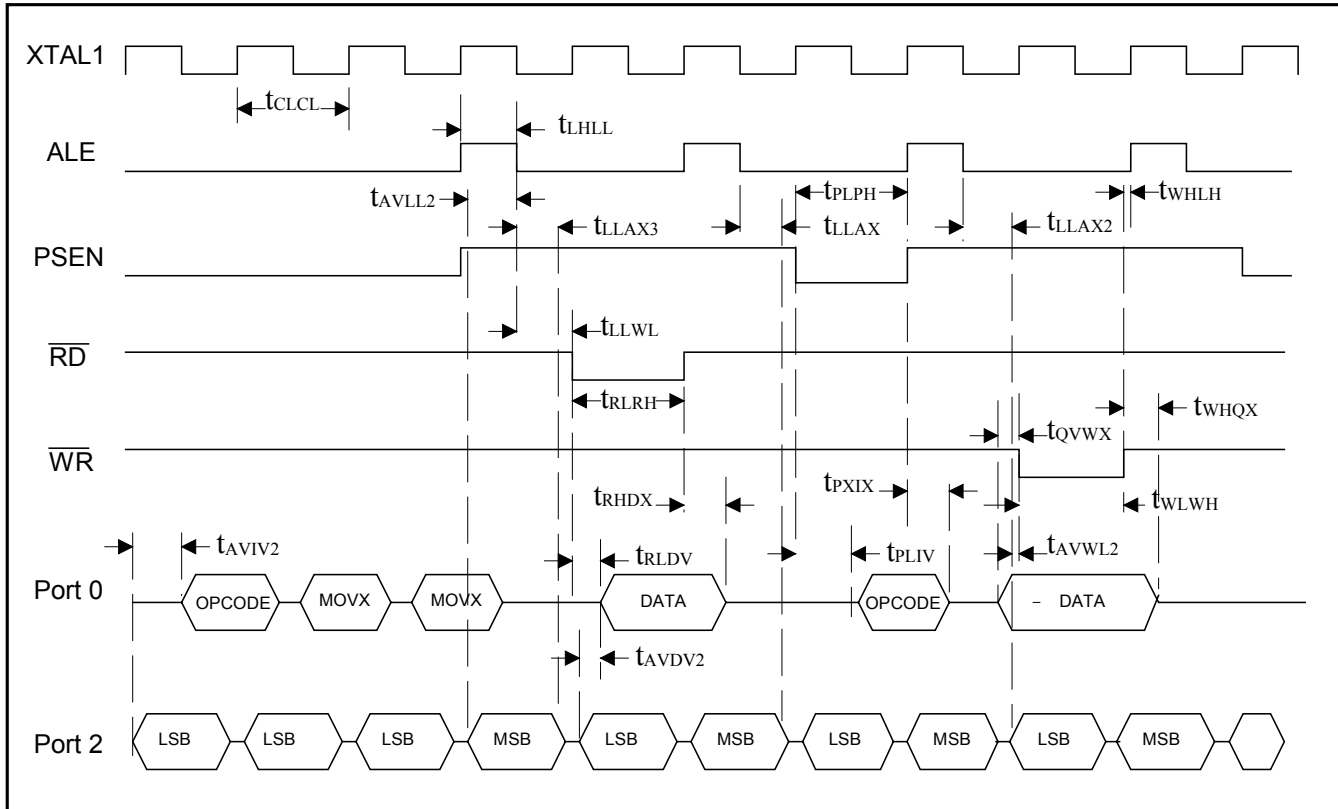 XTAL1
tCLCL
tLHLL
ALE
tAVLL2
tPLPH
tWHLH
tLLAX3
tLLAX
tLLAX2
PSEN
tLLWL
RD
tRLRH
tWHQX
tQVWX
WR
tRHDX
tPXIX
tWLWH
tAVIV2
tRLDV
tPLIV
tAVWL2
Port 0
OPCODE MOVX MOVX DATA OPCODE – DATA
tAVDV2
Port 2
LSB LSB LSB MSB LSB MSB LSB MSB LSB MSB